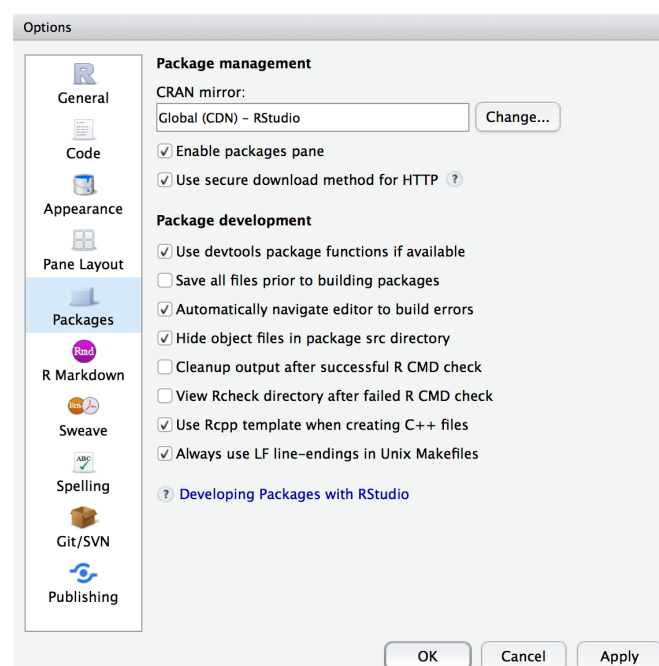 Options
General
Code
Appearance
Pane Layout
Packages
Rmd
R Markdown
Sweave
ABC
Spelling
Git/SVN
Publishing
Package management
CRAN mirror:
Global (CDN) – RStudio
Change...
Enable packages pane
Use secure download method for HTTP ?
Package development
Use devtools package functions if available
Save all files prior to building packages
Automatically navigate editor to build errors
Hide object files in package src directory
Cleanup output after successful R CMD check
View Rcheck directory after failed R CMD check
Use Rcpp template when creating C++ files
Always use LF line-endings in Unix Makefiles
? Developing Packages with RStudio
OK
Cancel
Apply